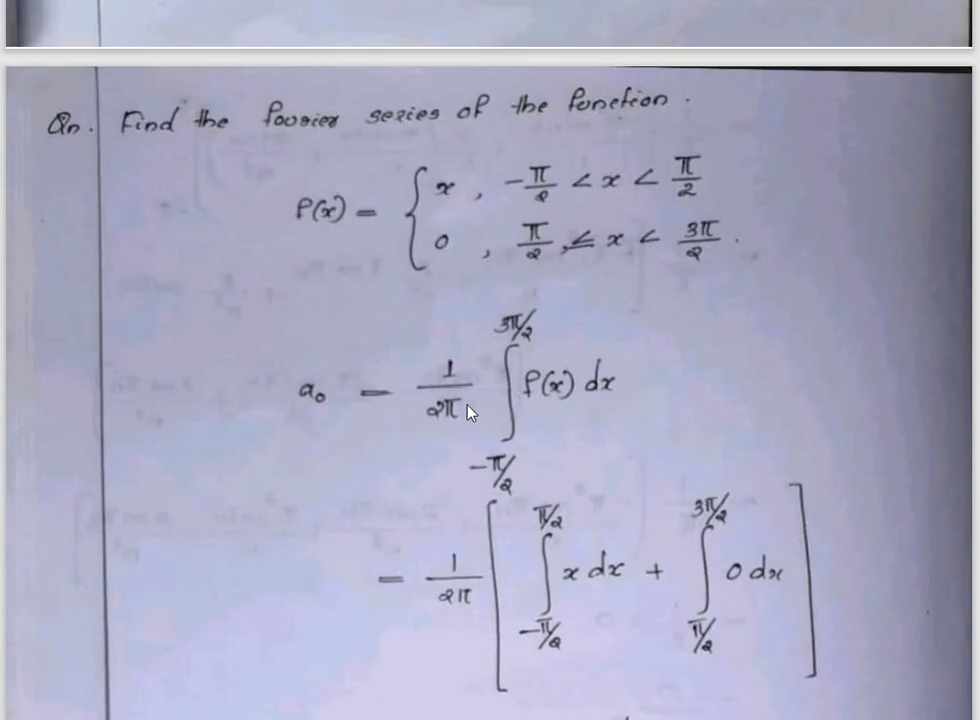 Qn. Find the fourier series of the function.
f(x) = { x , -π/2 < x < π/2
0 , π/2 ≤ x < 3π/2 .
a₀ = 1/2π ∫_{-π/2}^{3π/2} f(x) dx
= 1/2π [ ∫_{-π/2}^{π/2} x dx + ∫_{π/2}^{3π/2} 0 dx ]